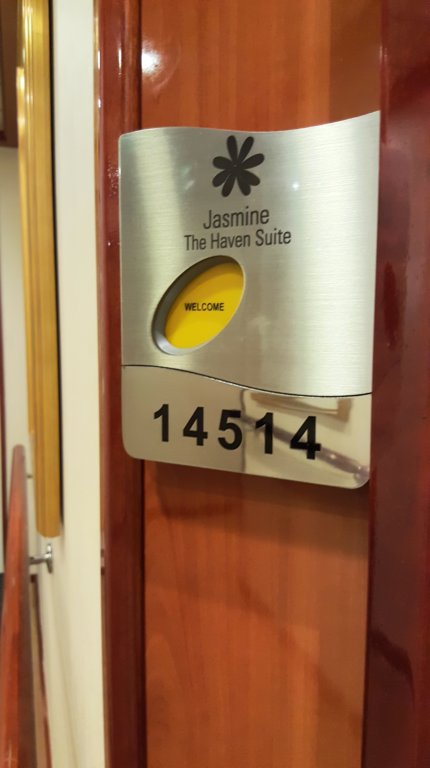 Jasmine
The Haven Suite
WELCOME
14514